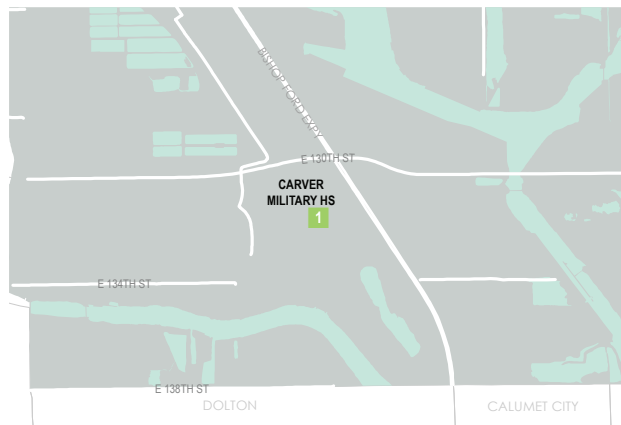 BISHOP FORD EXPY
E 130TH ST
CARVER
MILITARY HS
1
E 134TH ST
E 138TH ST
DOLTON
CALUMET CITY